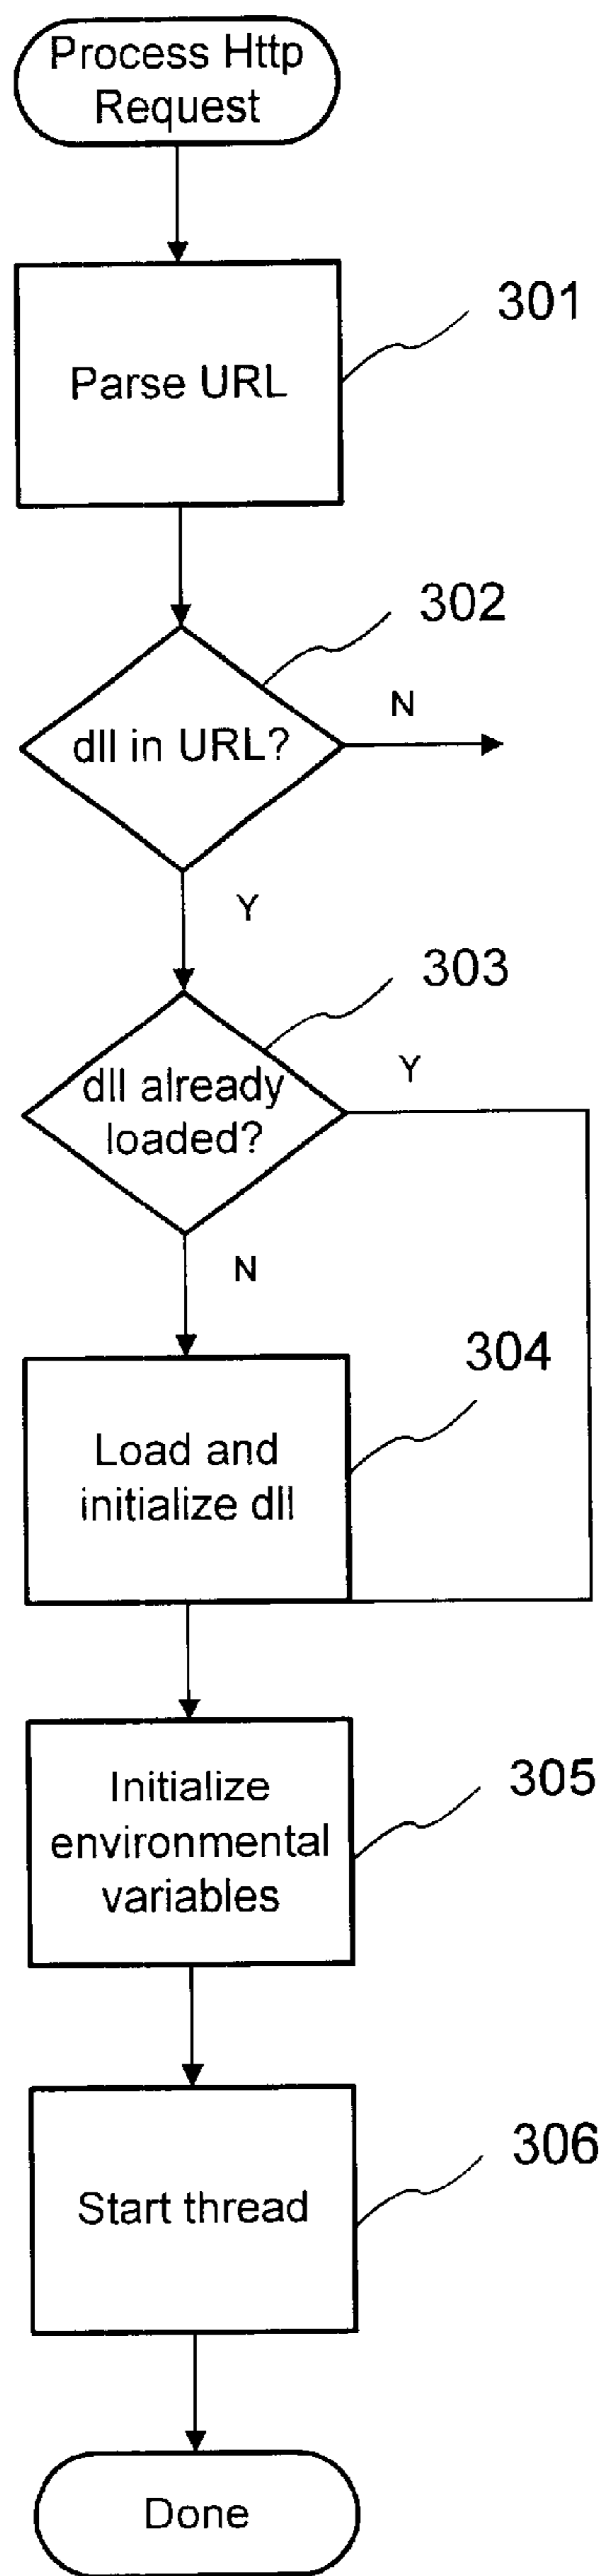 Process Http
Request
301
Parse URL
302
dll in URL?
N
Y
303
dll already
loaded?
Y
N
304
Load and
initialize dll
305
Initialize
environmental
variables
306
Start thread
Done